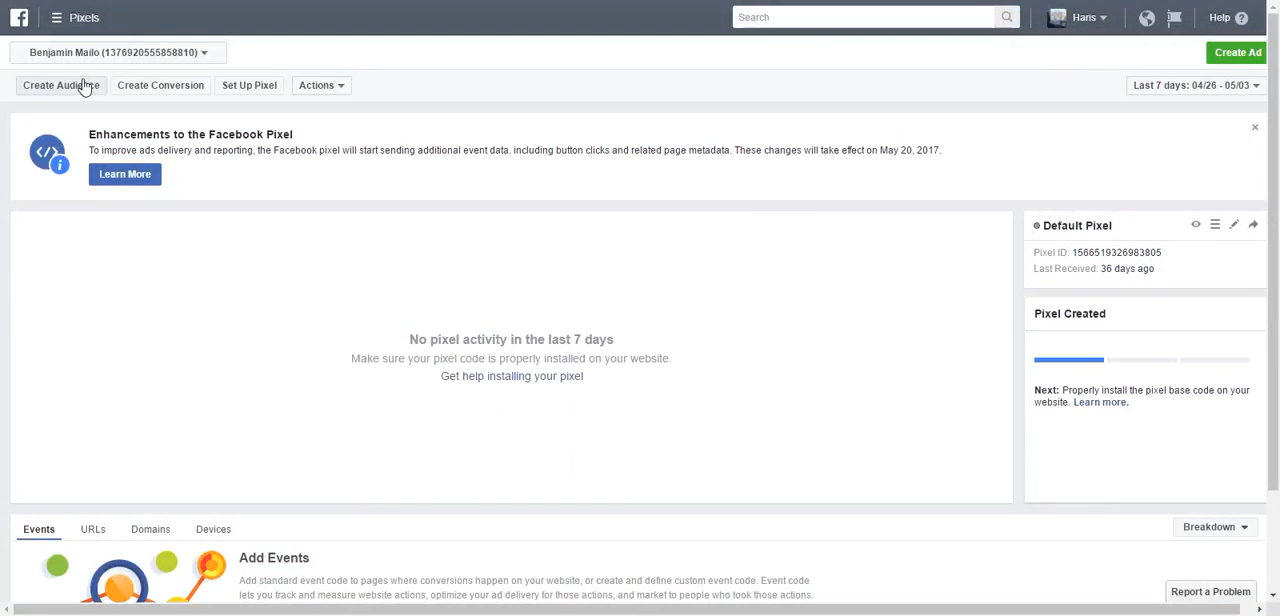 Pixels
Search
Haris
Help
Benjamin Mailo (1376920555858810)
Create Ad
Create Audience
Create Conversion
Set Up Pixel
Actions
Last 7 days: 04/26 - 05/03
Enhancements to the Facebook Pixel
To improve ads delivery and reporting, the Facebook pixel will start sending additional event data, including button clicks and related page metadata. These changes will take effect on May 20, 2017.
Learn More
Default Pixel
Pixel ID: 1566519326983805
Last Received: 36 days ago
Pixel Created
No pixel activity in the last 7 days
Make sure your pixel code is properly installed on your website.
Get help installing your pixel
Next: Properly install the pixel base code on your
website. Learn more.
Events
URLs
Domains
Devices
Breakdown
Add Events
Add standard event code to pages where conversions happen on your website, or create and define custom event code. Event code
lets you track and measure website actions, optimize your ad delivery for those actions, and market to people who took those actions.
Report a Problem